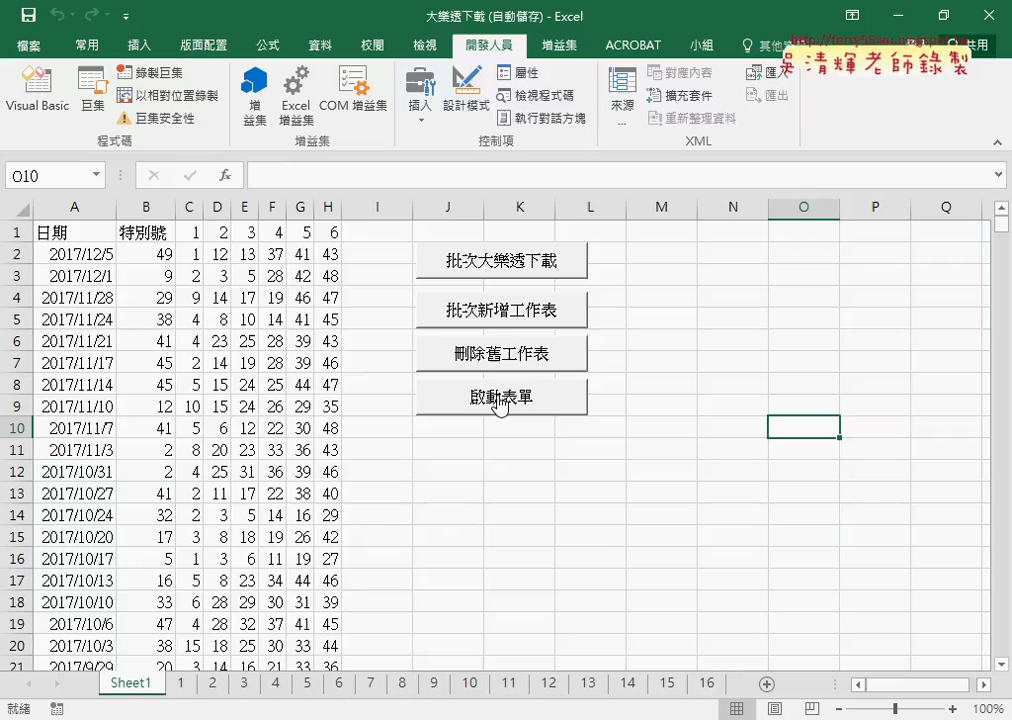 大樂透下載 (自動儲存) - Excel
檔案 常用 插入 版面配置 公式 資料 校閱 檢視 開發人員 增益集 ACROBAT 小組 共用
http://terry55wu.blogspot.tw
吳清輝老師錄製
Visual Basic 巨集 錄製巨集 以相對位置錄製 巨集安全性 程式碼
增益集 Excel 增益集 COM 增益集 增益集
插入 設計模式 屬性 檢視程式碼 執行對話方塊 控制項
來源 ... 對應內容 擴充套件 重新整理資料 匯出 XML
O10 fx
A B C D E F G H I J K L M N O P Q
1 日期 特別號 1 2 3 4 5 6
2 2017/12/5 49 1 12 13 37 41 43
3 2017/12/1 9 2 3 5 28 42 48
4 2017/11/28 29 9 14 17 19 46 47
5 2017/11/24 38 4 8 10 14 41 45
6 2017/11/21 41 4 23 25 28 39 43
7 2017/11/17 45 2 14 19 28 39 46
8 2017/11/14 45 5 15 24 25 44 47
9 2017/11/10 12 10 15 24 26 29 35
10 2017/11/7 41 5 6 12 22 30 48
11 2017/11/3 2 8 20 23 33 36 43
12 2017/10/31 2 4 25 31 36 39 46
13 2017/10/27 41 2 11 17 22 38 40
14 2017/10/24 32 2 3 5 14 16 29
15 2017/10/20 17 3 8 18 19 26 42
16 2017/10/17 5 1 3 6 11 19 27
17 2017/10/13 16 5 8 23 34 44 46
18 2017/10/10 33 6 28 29 30 31 39
19 2017/10/6 47 4 28 32 37 41 45
20 2017/10/3 38 15 18 25 30 33 44
21 2017/9/29 20 3 14 16 21 33 36
批次大樂透下載
批次新增工作表
刪除舊工作表
啟動表單
Sheet1 1 2 3 4 5 6 7 8 9 10 11 12 13 14 15 16
就緒 100%